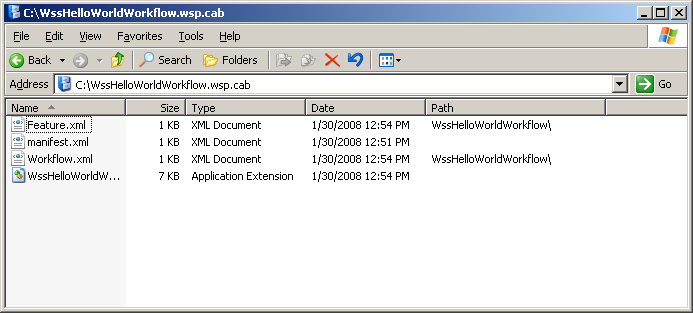 C:\WssHelloWorldWorkflow.wsp.cab
File Edit View Favorites Tools Help
Back Search Folders
Address C:\WssHelloWorldWorkflow.wsp.cab Go
Name Size Type Date Path
Feature.xml 1 KB XML Document 1/30/2008 12:54 PM WssHelloWorldWorkflow\
manifest.xml 1 KB XML Document 1/30/2008 12:51 PM
Workflow.xml 1 KB XML Document 1/30/2008 12:54 PM WssHelloWorldWorkflow\
WssHelloWorldW... 7 KB Application Extension 1/30/2008 12:54 PM